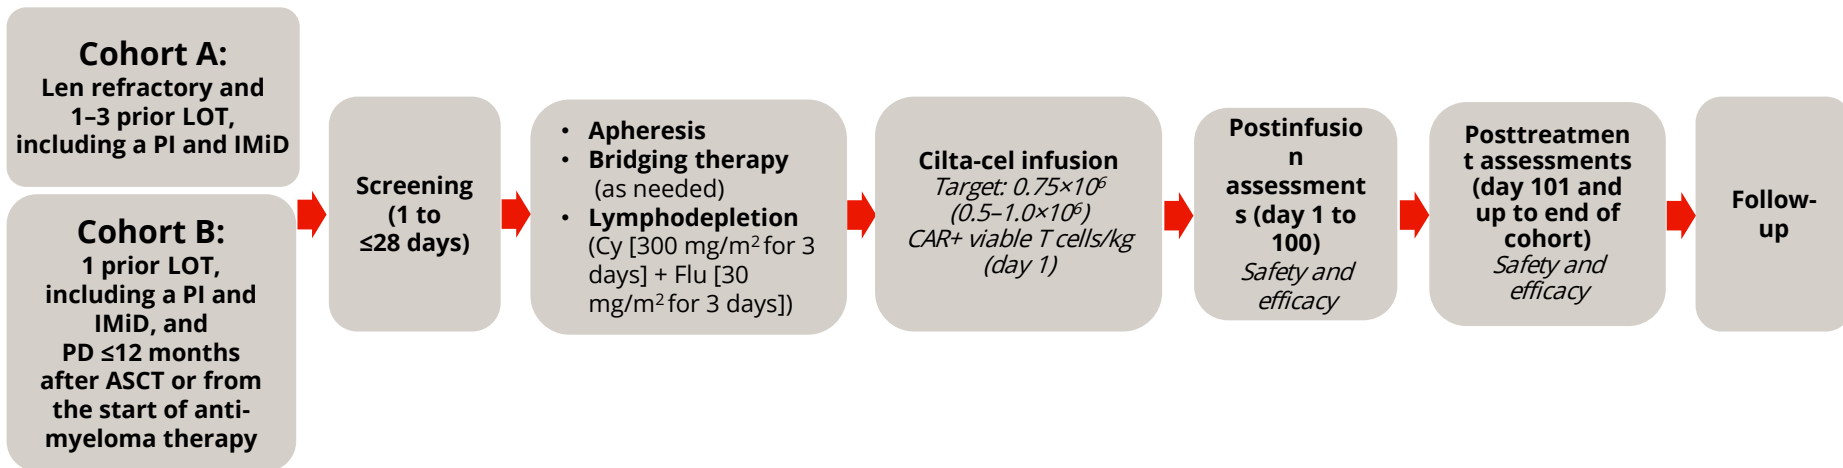 Cohort A:
Len refractory and
1–3 prior LOT,
including a PI and IMiD
Cohort B:
1 prior LOT,
including a PI and
IMiD, and
PD ≤12 months
after ASCT or from
the start of anti-
myeloma therapy
Screening
(1 to
≤28 days)
• Apheresis
• Bridging therapy
(as needed)
• Lymphodepletion
(Cy [300 mg/m² for 3
days] + Flu [30
mg/m² for 3 days])
Cilta-cel infusion
Target: 0.75×10⁶
(0.5–1.0×10⁶)
CAR+ viable T cells/kg
(day 1)
Postinfusio
n
assessment
s (day 1 to
100)
Safety and
efficacy
Posttreatmen
t assessments
(day 101 and
up to end of
cohort)
Safety and
efficacy
Follow-
up